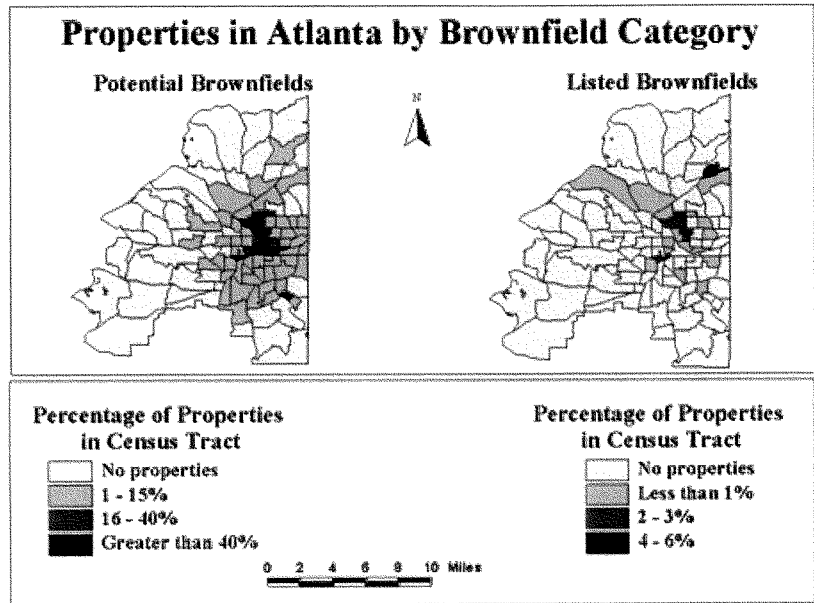 Properties in Atlanta by Brownfield Category
Potential Brownfields
Listed Brownfields
N
Percentage of Properties
in Census Tract
No properties
1 - 15%
16 - 40%
Greater than 40%
Percentage of Properties
in Census Tract
No properties
Less than 1%
2 - 3%
4 - 6%
0 2 4 6 8 10 Miles